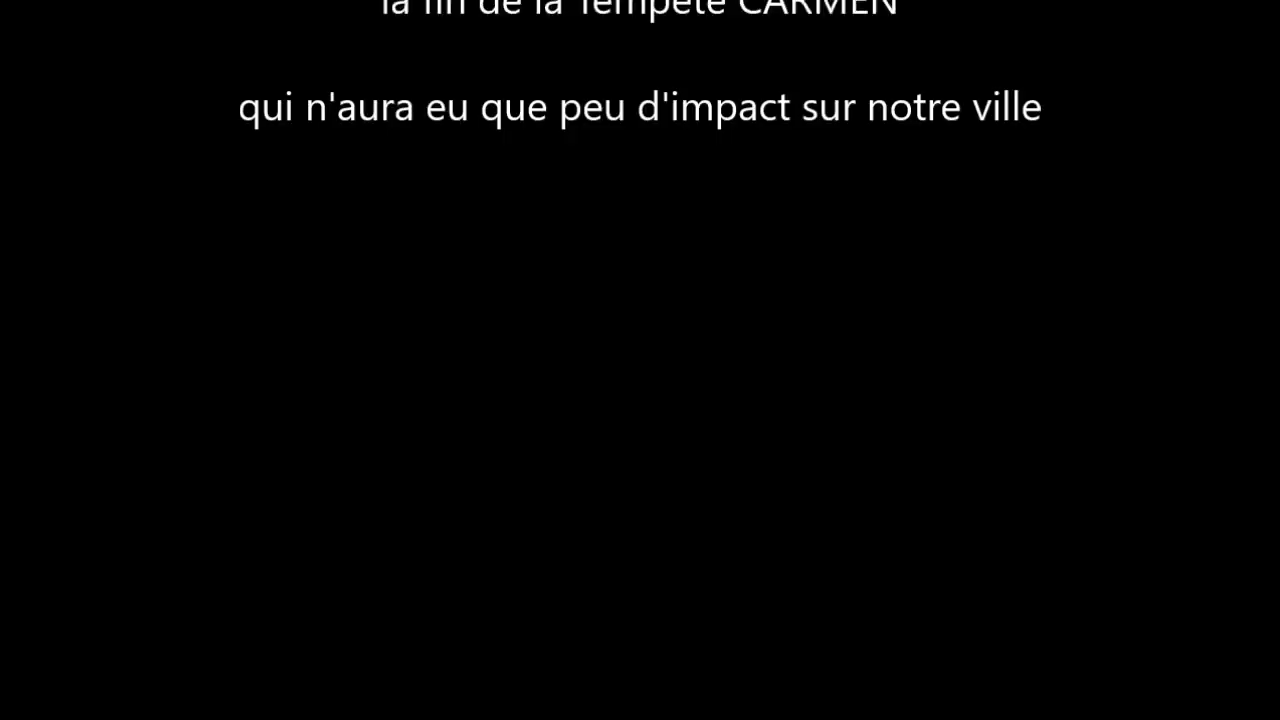 la fin de la Tempête CARMEN
qui n'aura eu que peu d'impact sur notre ville